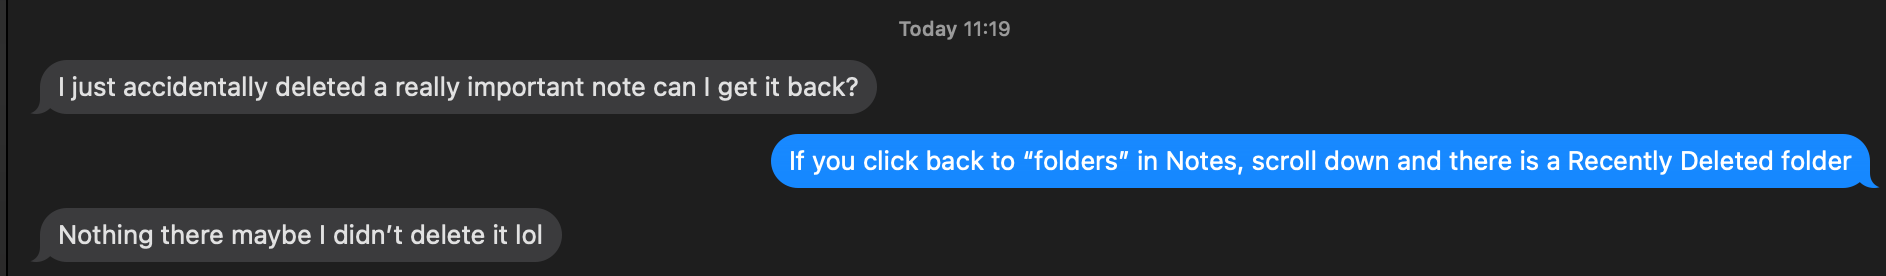 Today 11:19
I just accidentally deleted a really important note can I get it back?
If you click back to “folders” in Notes, scroll down and there is a Recently Deleted folder
Nothing there maybe I didn’t delete it lol